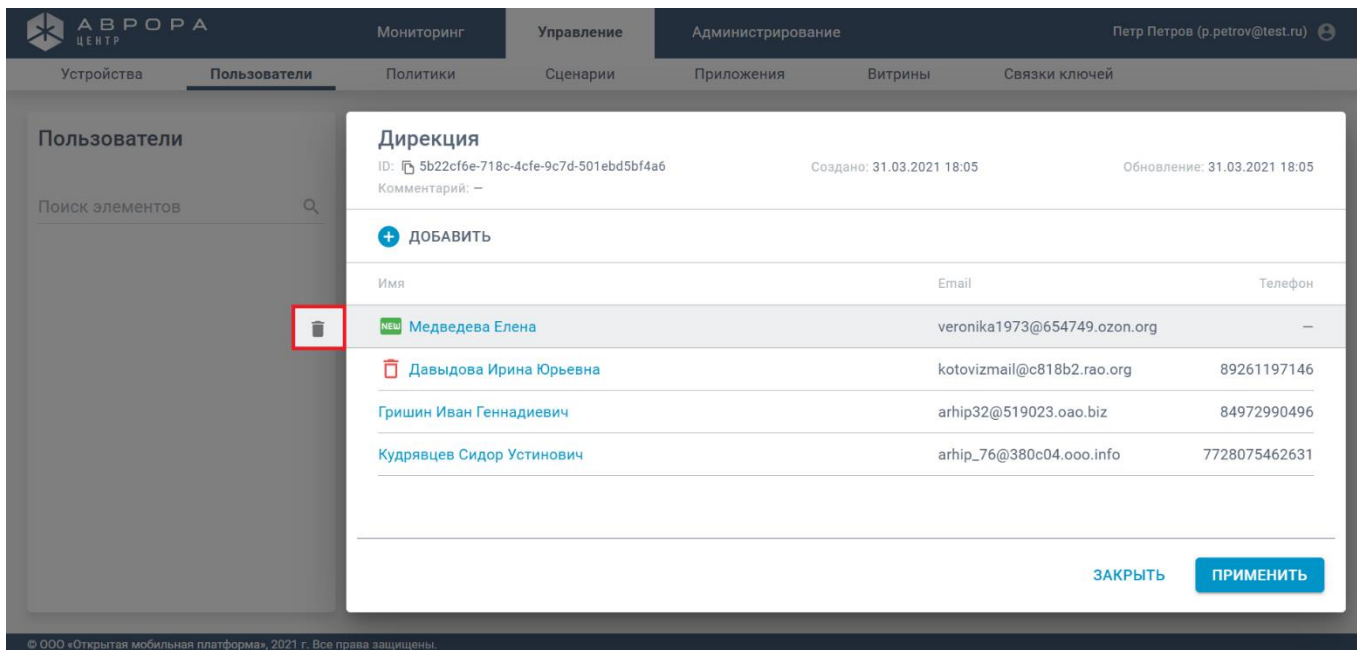 АВРОРА
ЦЕНТР
Мониторинг Управление Администрирование Петр Петров (p.petrov@test.ru)
Устройства Пользователи Политики Сценарии Приложения Витрины Связки ключей
Пользователи
Поиск элементов
Дирекция
ID: 5b22cf6e-718c-4cfe-9c7d-501ebd5bf4a6 Создано: 31.03.2021 18:05 Обновление: 31.03.2021 18:05
Комментарий: —
ДОБАВИТЬ
Имя Email Телефон
NEW Медведева Елена veronika1973@654749.ozon.org —
Давыдова Ирина Юрьевна kotovizmail@c818b2.rao.org 89261197146
Гришин Иван Геннадиевич arhip32@519023.oao.biz 84972990496
Кудрявцев Сидор Устинович arhip_76@380c04.ooo.info 7728075462631
ЗАКРЫТЬ ПРИМЕНИТЬ
© ООО «Открытая мобильная платформа», 2021 г. Все права защищены.